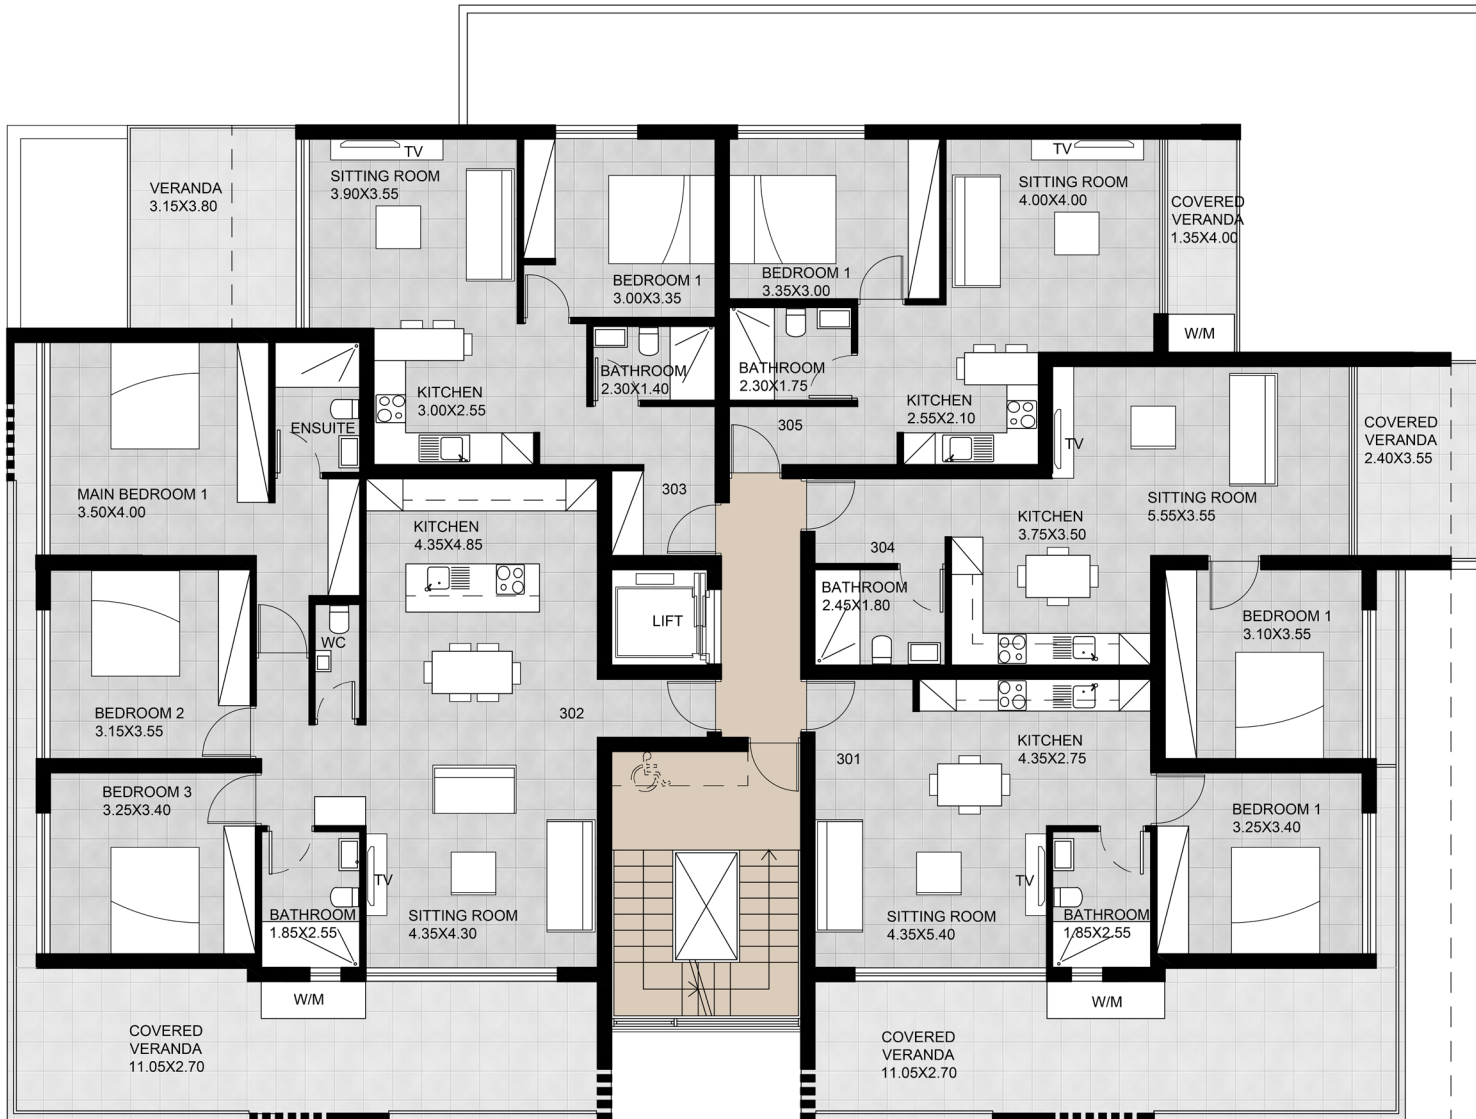 VERANDA
3.15X3.80
TV
SITTING ROOM
3.90X3.55
BEDROOM 1
3.00X3.35
BATHROOM
2.30X1.40
KITCHEN
3.00X2.55
303
BEDROOM 1
3.35X3.00
TV
SITTING ROOM
4.00X4.00
COVERED
VERANDA
1.35X4.00
W/M
BATHROOM
2.30X1.75
KITCHEN
2.55X2.10
305
ENSUITE
MAIN BEDROOM 1
3.50X4.00
KITCHEN
4.35X4.85
WC
BEDROOM 2
3.15X3.55
302
BEDROOM 3
3.25X3.40
TV
BATHROOM
1.85X2.55
SITTING ROOM
4.35X4.30
W/M
COVERED
VERANDA
11.05X2.70
LIFT
TV
COVERED
VERANDA
2.40X3.55
SITTING ROOM
5.55X3.55
KITCHEN
3.75X3.50
304
BATHROOM
2.45X1.80
BEDROOM 1
3.10X3.55
KITCHEN
4.35X2.75
301
BEDROOM 1
3.25X3.40
TV
SITTING ROOM
4.35X5.40
BATHROOM
1.85X2.55
W/M
COVERED
VERANDA
11.05X2.70